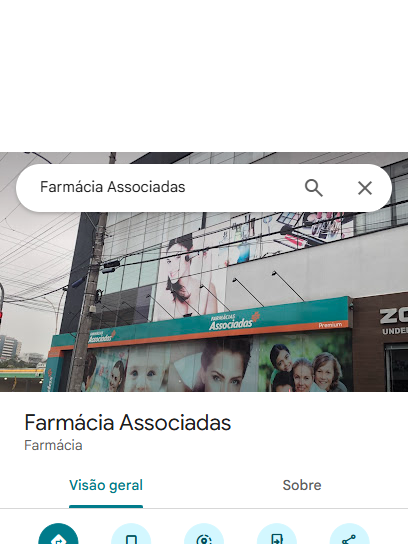 Farmácia Associadas
FARMÁCIAS
Associadas
FARMÁCIAS
Associadas
Premium
ZO
UNDE
Farmácia Associadas
Farmácia
Visão geral
Sobre